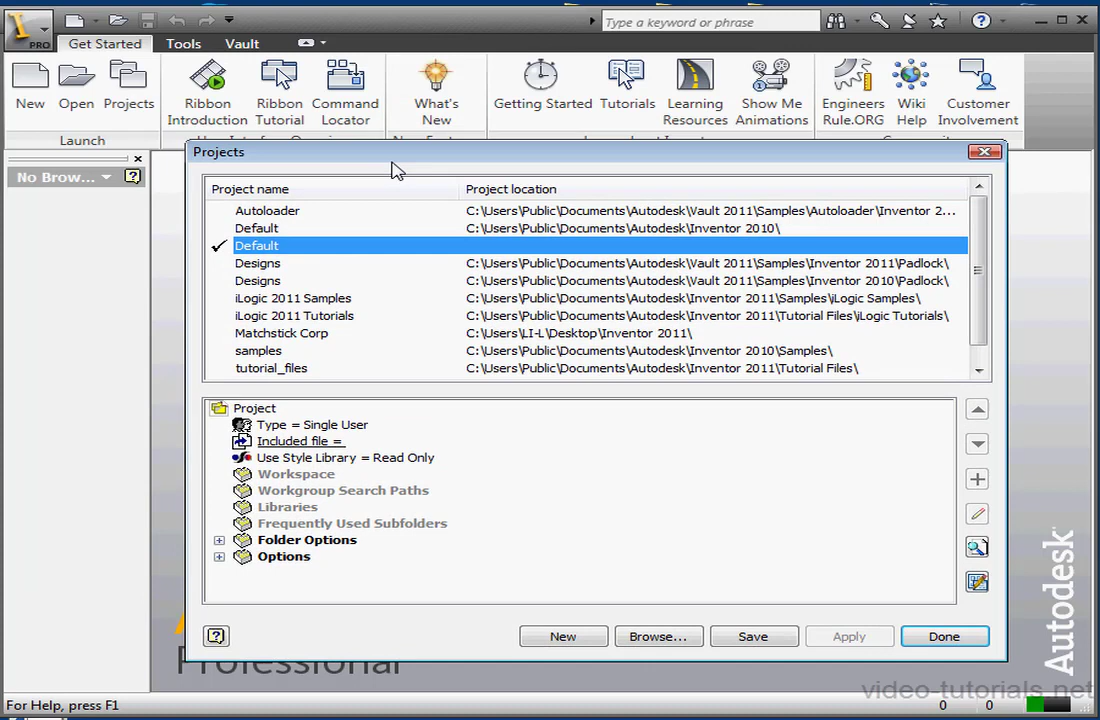 PRO
Type a keyword or phrase
Get Started Tools Vault
New Open Projects
Ribbon Introduction
Ribbon Tutorial
Command Locator
What's New
Getting Started
Tutorials
Learning Resources
Show Me Animations
Engineers Rule.ORG
Wiki Help
Customer Involvement
Launch
No Brow...
Projects
Project name Project location
Autoloader C:\Users\Public\Documents\Autodesk\Vault 2011\Samples\Autoloader\Inventor 2...
Default C:\Users\Public\Documents\Autodesk\Inventor 2010\
Default
Designs C:\Users\Public\Documents\Autodesk\Vault 2011\Samples\Inventor 2011\Padlock\
Designs C:\Users\Public\Documents\Autodesk\Vault 2011\Samples\Inventor 2010\Padlock\
iLogic 2011 Samples C:\Users\Public\Documents\Autodesk\Inventor 2011\Samples\iLogic Samples\
iLogic 2011 Tutorials C:\Users\Public\Documents\Autodesk\Inventor 2011\Tutorial Files\iLogic Tutorials\
Matchstick Corp C:\Users\LI-L\Desktop\Inventor 2011\
samples C:\Users\Public\Documents\Autodesk\Inventor 2010\Samples\
tutorial_files C:\Users\Public\Documents\Autodesk\Inventor 2011\Tutorial Files\
Project
Type = Single User
Included file =
Use Style Library = Read Only
Workspace
Workgroup Search Paths
Libraries
Frequently Used Subfolders
Folder Options
Options
New Browse... Save Apply Done
Professional
Autodesk
video-tutorials.net
For Help, press F1 0 0